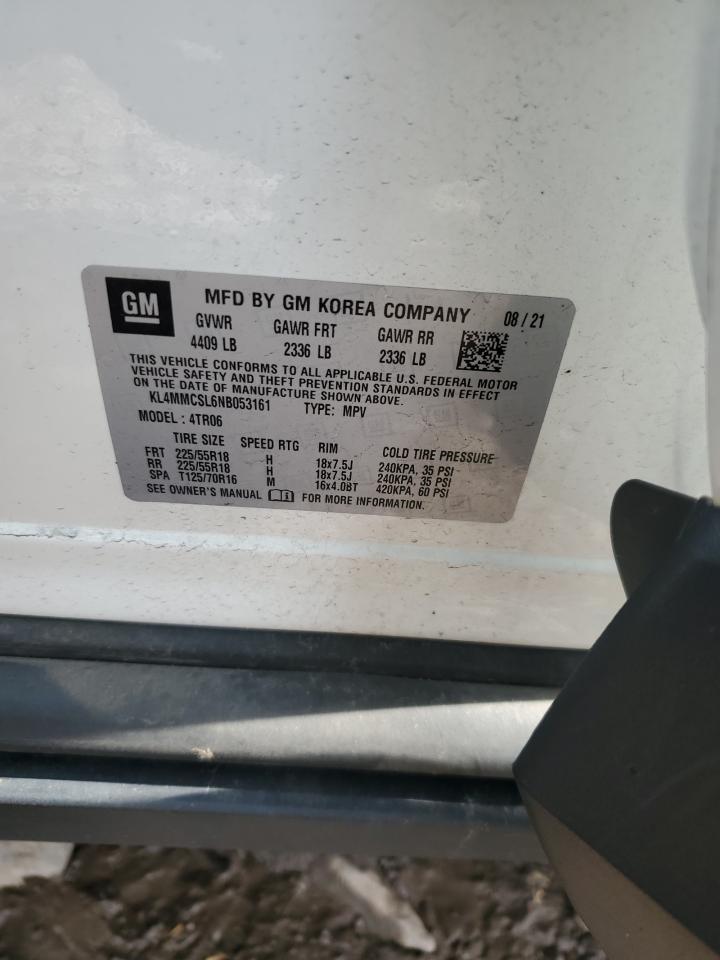 GM MFD BY GM KOREA COMPANY 08 / 21
GVWR GAWR FRT GAWR RR
4409 LB 2336 LB 2336 LB
THIS VEHICLE CONFORMS TO ALL APPLICABLE U.S. FEDERAL MOTOR
VEHICLE SAFETY AND THEFT PREVENTION STANDARDS IN EFFECT
ON THE DATE OF MANUFACTURE SHOWN ABOVE.
KL4MMCSL6NB053161 TYPE: MPV
MODEL : 4TR06
TIRE SIZE SPEED RTG RIM COLD TIRE PRESSURE
FRT 225/55R18 H 18x7.5J 240KPA, 35 PSI
RR 225/55R18 H 18x7.5J 240KPA, 35 PSI
SPA T125/70R16 M 16x4.0BT 420KPA, 60 PSI
SEE OWNER'S MANUAL FOR MORE INFORMATION.